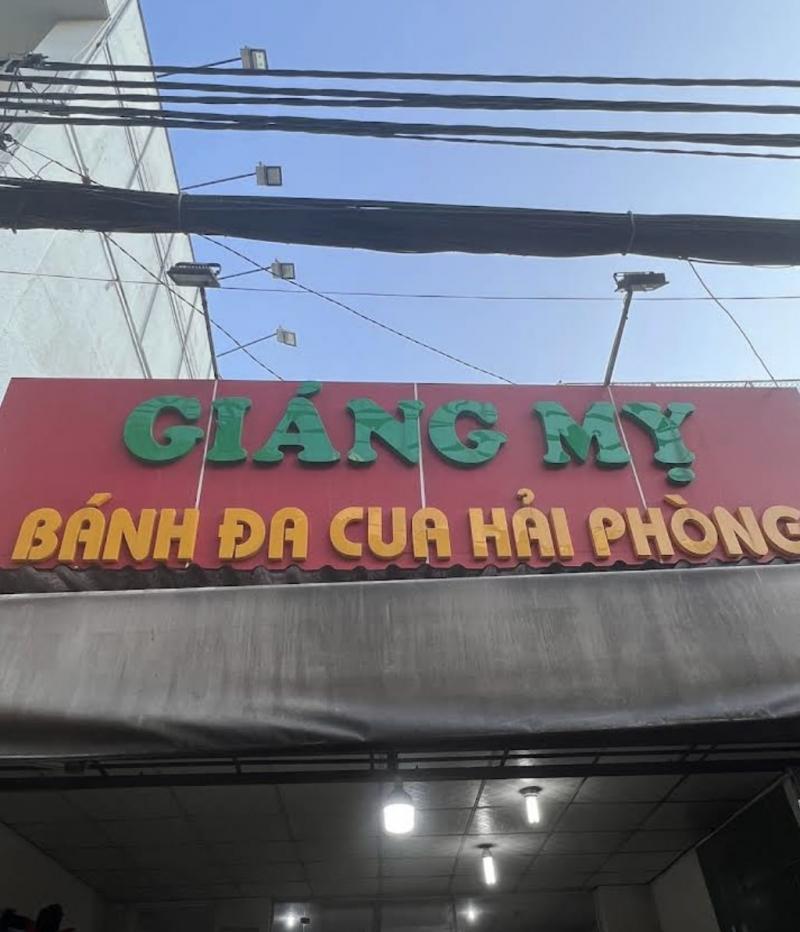 GIÁNG MỴ
BÁNH ĐA CUA HẢI PHÒNG